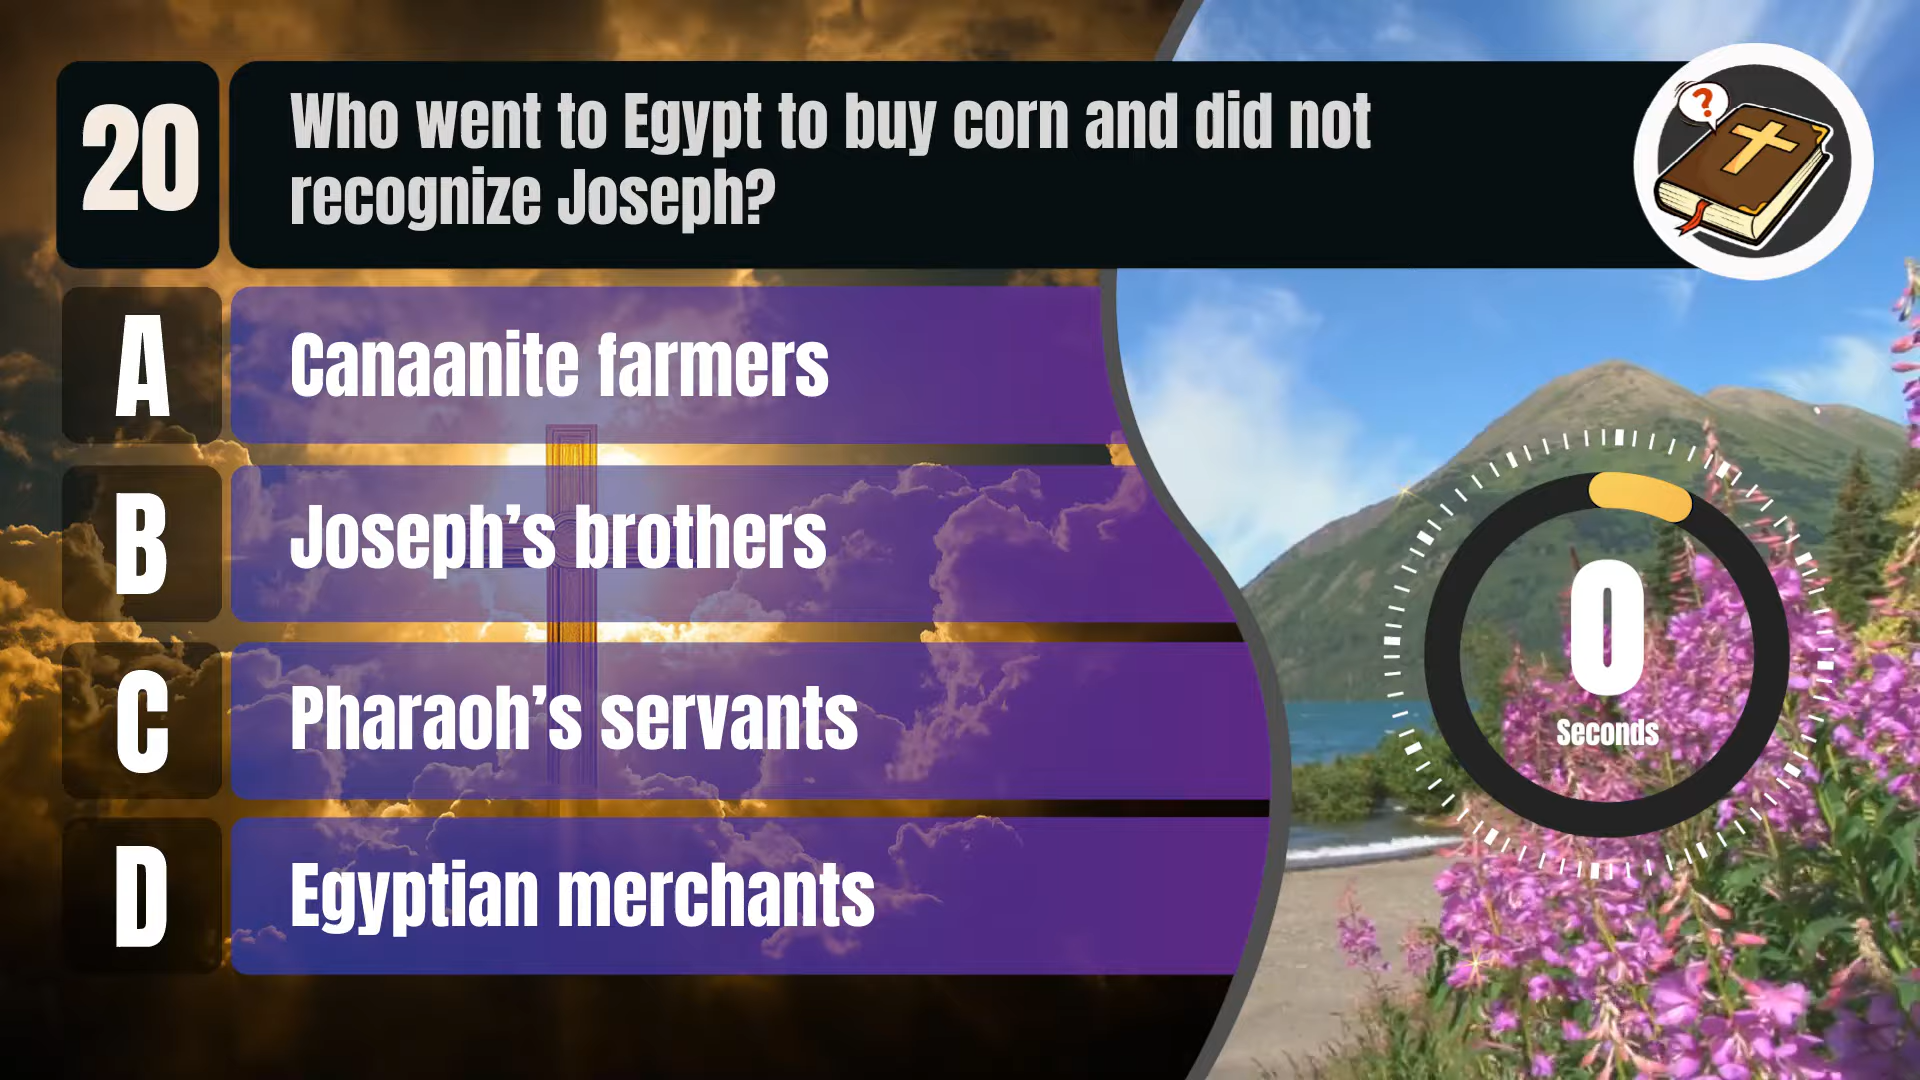 20
Who went to Egypt to buy corn and did not
recognize Joseph?
?
A
Canaanite farmers
B
Joseph’s brothers
C
Pharaoh’s servants
D
Egyptian merchants
0
Seconds